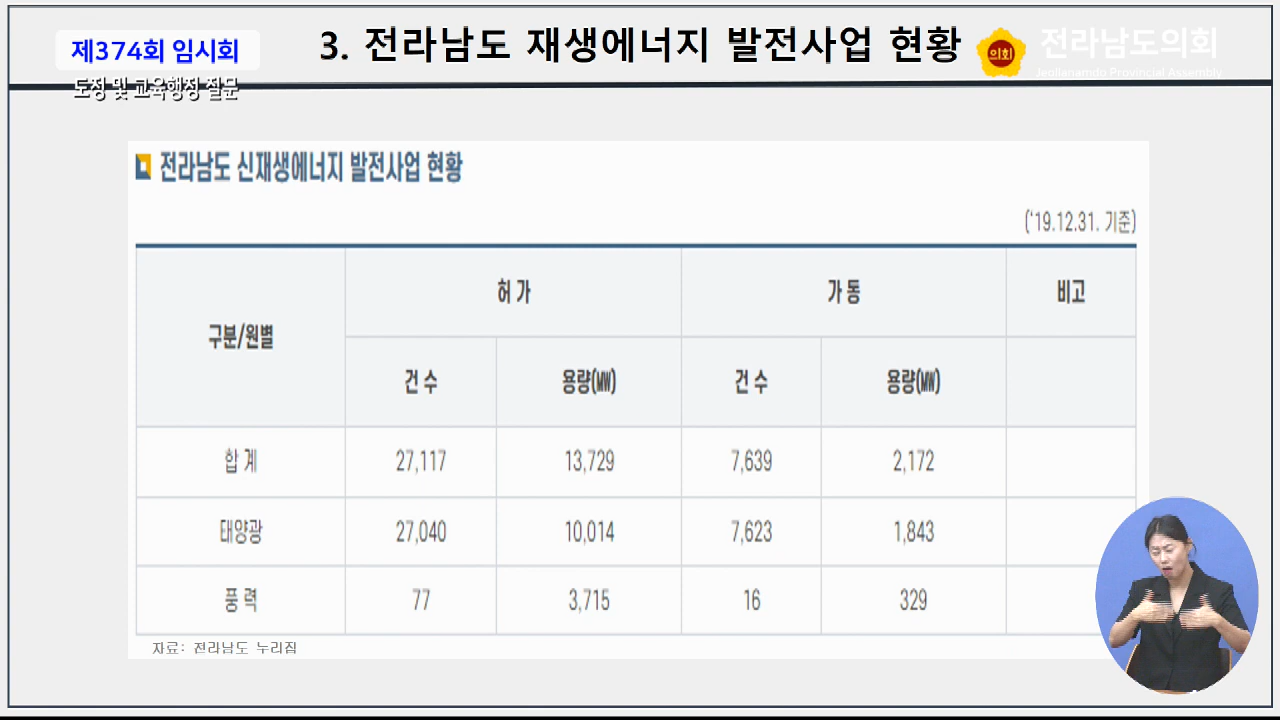 제374회 임시회
3. 전라남도 재생에너지 발전사업 현황
의회
전라남도의회
Jeollanamdo Provincial Assembly
도정 및 교육행정 질문
전라남도 신재생에너지 발전사업 현황
('19.12.31. 기준)
구분/원별 허 가 가 동 비고
건 수 용량(㎿) 건 수 용량(㎿)
합 계 27,117 13,729 7,639 2,172
태양광 27,040 10,014 7,623 1,843
풍 력 77 3,715 16 329
자료: 전라남도 누리집